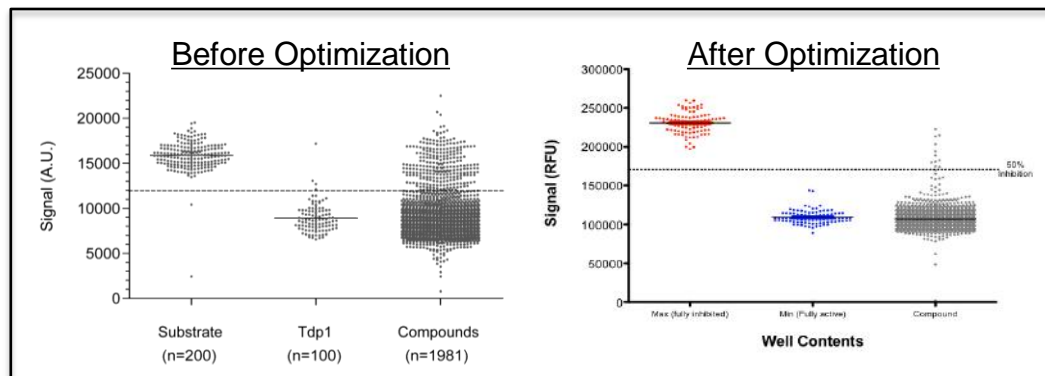 Before Optimization
25000
20000
15000
10000
5000
0
Signal (A.U.)
Substrate
(n=200)
Tdp1
(n=100)
Compounds
(n=1981)
After Optimization
300000
250000
200000
150000
100000
50000
0
Signal (RFU)
50%
Inhibition
Max (fully inhibited)
Min (Fully active)
Compound
Well Contents